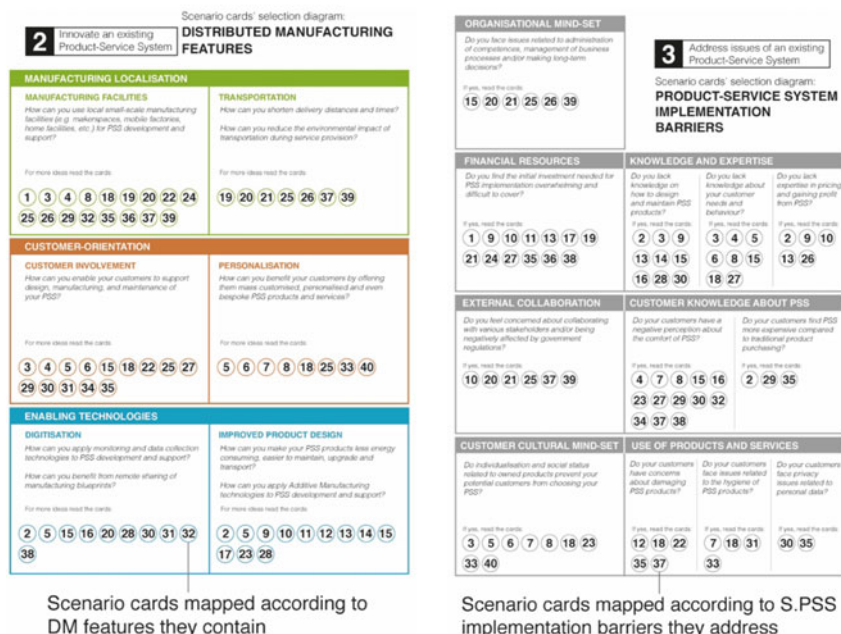 Scenario cards' selection diagram:
2 Innovate an existing
Product-Service System
DISTRIBUTED MANUFACTURING
FEATURES
MANUFACTURING LOCALISATION
MANUFACTURING FACILITIES
How can you use local small-scale manufacturing
facilities (e.g. makerspaces, mobile factories,
home facilities, etc.) for PSS development and
support?
For more ideas read the cards
1 3 4 8 18 19 20 22 24
25 26 29 32 35 36 37 39
TRANSPORTATION
How can you shorten delivery distances and times?
How can you reduce the environmental impact of
transportation during service provision?
For more ideas read the cards
19 20 21 25 26 37 39
CUSTOMER-ORIENTATION
CUSTOMER INVOLVEMENT
How can you enable your customers to support
design, manufacturing, and maintenance of
your PSS?
For more ideas read the cards
3 4 5 6 15 18 22 25 27
29 30 31 34 35
PERSONALISATION
How can you benefit your customers by offering
them mass customised, personalised and even
bespoke PSS products and services?
For more ideas read the cards
5 6 7 8 18 25 33 40
ENABLING TECHNOLOGIES
DIGITISATION
How can you apply monitoring and data collection
technologies to PSS development and support?
How can you benefit from remote sharing of
manufacturing blueprints?
For more ideas read the cards
2 5 15 16 20 28 30 31 32
38
IMPROVED PRODUCT DESIGN
How can you make your PSS products less energy
consuming, easier to maintain, upgrade and
transport?
How can you apply Additive Manufacturing
technologies to PSS development and support?
For more ideas read the cards
2 5 9 10 11 12 13 14 15
17 23 28
Scenario cards mapped according to
DM features they contain
ORGANISATIONAL MIND-SET
Do you face issues related to administration
of competences, management of business
processes and/or making long-term
decisions?
If yes, read the cards
15 20 21 25 26 39
3 Address issues of an existing
Product-Service System
Scenario cards' selection diagram:
PRODUCT-SERVICE SYSTEM
IMPLEMENTATION
BARRIERS
FINANCIAL RESOURCES
Do you find the initial investment needed for
PSS implementation overwhelming and
difficult to cover?
If yes, read the cards
1 9 10 11 13 17 19
21 24 27 35 36 38
KNOWLEDGE AND EXPERTISE
Do you lack
knowledge on
how to design
and maintain PSS
products?
If yes, read the cards
2 3 9
13 14 15
16 28 30
Do you lack
knowledge about
your customer
needs and
behaviour?
If yes, read the cards
3 4 5
6 8 15
18 27
Do you lack
expertise in pricing
and gaining profit
from PSS?
If yes, read the cards
2 9 10
13 26
EXTERNAL COLLABORATION
Do you feel concerned about collaborating
with various stakeholders and/or being
negatively affected by government
regulations?
If yes, read the cards
10 20 21 25 37 39
CUSTOMER KNOWLEDGE ABOUT PSS
Do your customers have a
negative perception about
the comfort of PSS?
If yes, read the cards
4 7 8 15 16
23 27 29 30 32
34 37 38
Do your customers find PSS
more expensive compared
to traditional product
purchasing?
If yes, read the cards
2 29 35
CUSTOMER CULTURAL MIND-SET
Do individualisation and social status
related to owned products prevent your
potential customers from choosing your
PSS?
If yes, read the cards
3 5 6 7 8 18 23
33 40
USE OF PRODUCTS AND SERVICES
Do your customers
have concerns
about damaging
PSS products?
If yes, read the cards
12 18 22
35 37
Do your customers
face issues related
to the hygiene of
PSS products?
If yes, read the cards
7 18 31
33
Do your customers
face privacy
issues related to
personal data?
If yes, read the cards
30 35
Scenario cards mapped according to S.PSS
implementation barriers they address